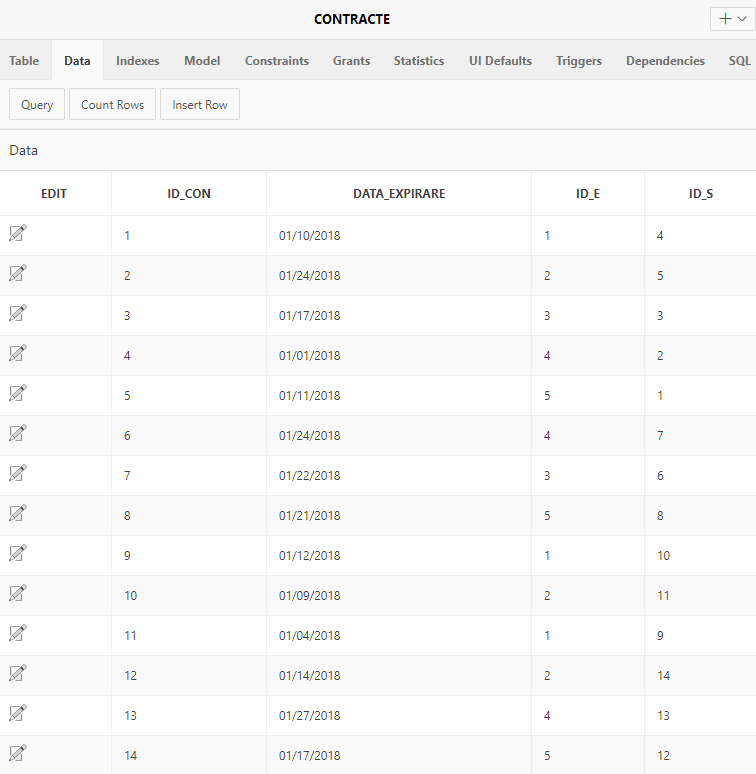 CONTRACTE
Table Data Indexes Model Constraints Grants Statistics UI Defaults Triggers Dependencies SQL
Query Count Rows Insert Row
Data
EDIT ID_CON DATA_EXPIRARE ID_E ID_S
1 01/10/2018 1 4
2 01/24/2018 2 5
3 01/17/2018 3 3
4 01/01/2018 4 2
5 01/11/2018 5 1
6 01/24/2018 4 7
7 01/22/2018 3 6
8 01/21/2018 5 8
9 01/12/2018 1 10
10 01/09/2018 2 11
11 01/04/2018 1 9
12 01/14/2018 2 14
13 01/27/2018 4 13
14 01/17/2018 5 12